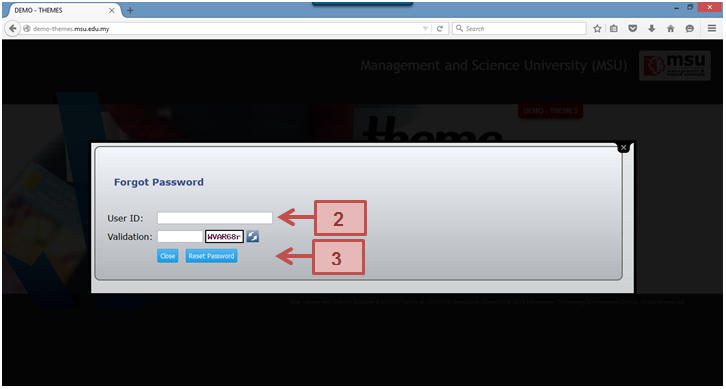 DEMO - THEMES
demo-themes.msu.edu.my
Search
Management and Science University (MSU)
msu
DEMO - THEMES
theme
Forgot Password
User ID:
2
Validation:
WVAR68r
Close
Reset Password
3